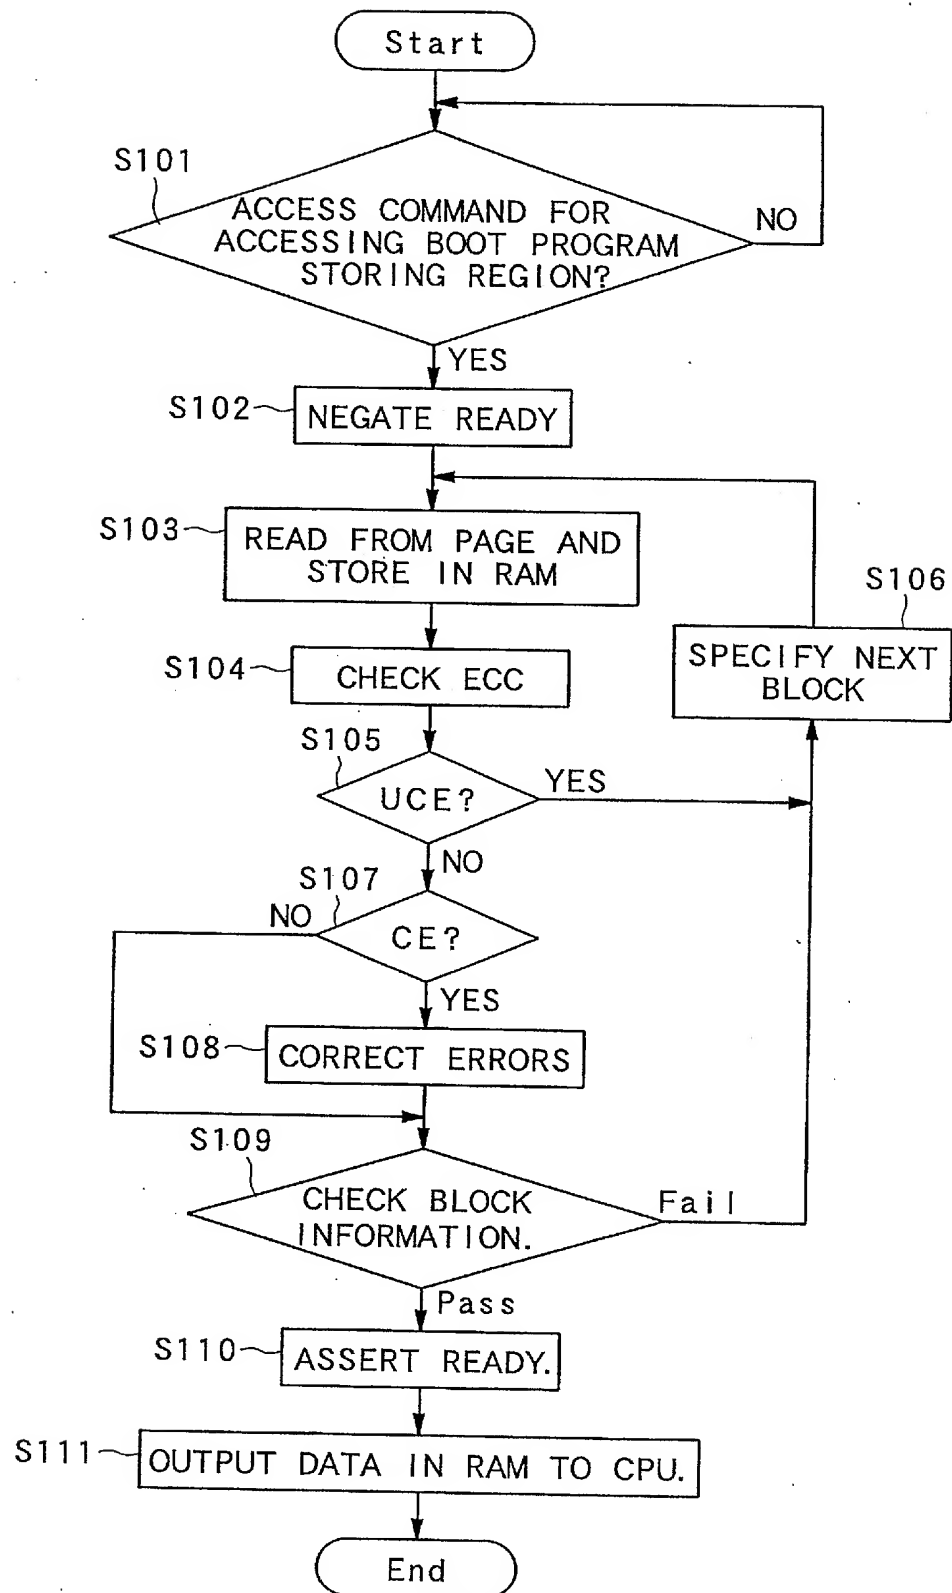 Start
S101
ACCESS COMMAND FOR
ACCESSING BOOT PROGRAM
STORING REGION?
NO
YES
S102
NEGATE READY
S103
READ FROM PAGE AND
STORE IN RAM
S106
SPECIFY NEXT
BLOCK
S104
CHECK ECC
S105
UCE?
YES
NO
S107
NO
CE?
YES
S108
CORRECT ERRORS
S109
CHECK BLOCK
INFORMATION.
Fail
Pass
S110
ASSERT READY.
S111
OUTPUT DATA IN RAM TO CPU.
End